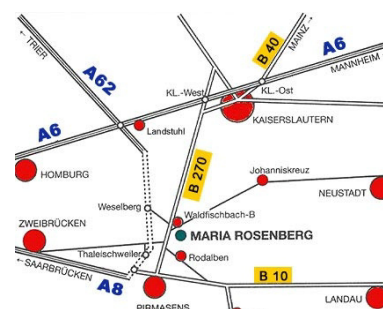 ← TRIER
A62
B 40
MAINZ →
A6
MANNHEIM
KL.-West
KL.-Ost
KAISERSLAUTERN
A6
Landstuhl
HOMBURG
B 270
Johanniskreuz
NEUSTADT
Weselberg
Waldfischbach-B
ZWEIBRÜCKEN
MARIA ROSENBERG
Thaleischweiler
Rodalben
← SAARBRÜCKEN
A8
B 10
PIRMASENS
LANDAU